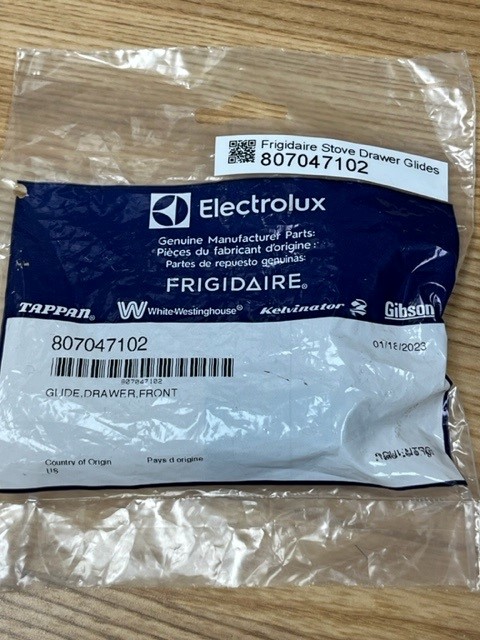 Frigidaire Stove Drawer Glides
807047102
Electrolux
Genuine Manufacturer Parts:
Pièces du fabricant d'origine:
Partes de repuesto genuinas:
FRIGIDAIRE®
TAPPAN® White-Westinghouse® Kelvinator® Gibson
807047102
01/18/2023
807047102
GLIDE,DRAWER,FRONT
Country of Origin Pays d origine
US